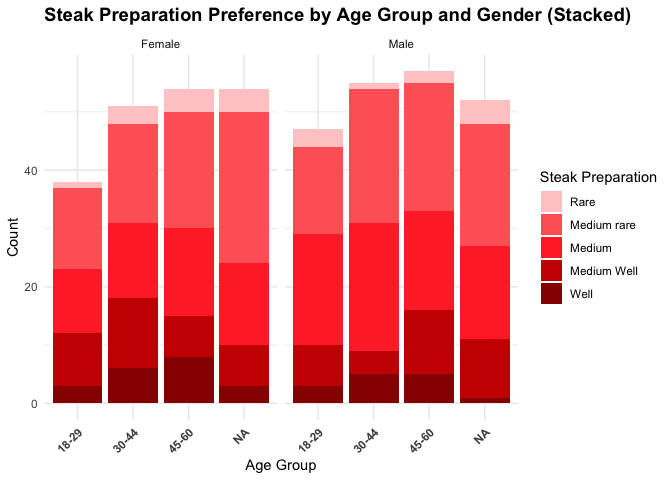 Steak Preparation Preference by Age Group and Gender (Stacked)
Female
Male
Count
40
20
0
18-29
30-44
45-60
NA
18-29
30-44
45-60
NA
Age Group
Steak Preparation
Rare
Medium rare
Medium
Medium Well
Well